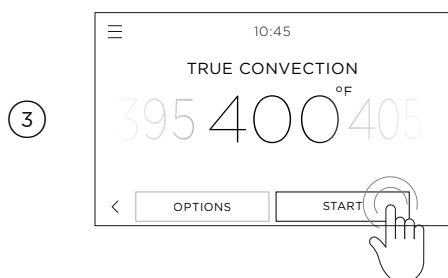 10:45
TRUE CONVECTION
3
395 400°F 405
OPTIONS START